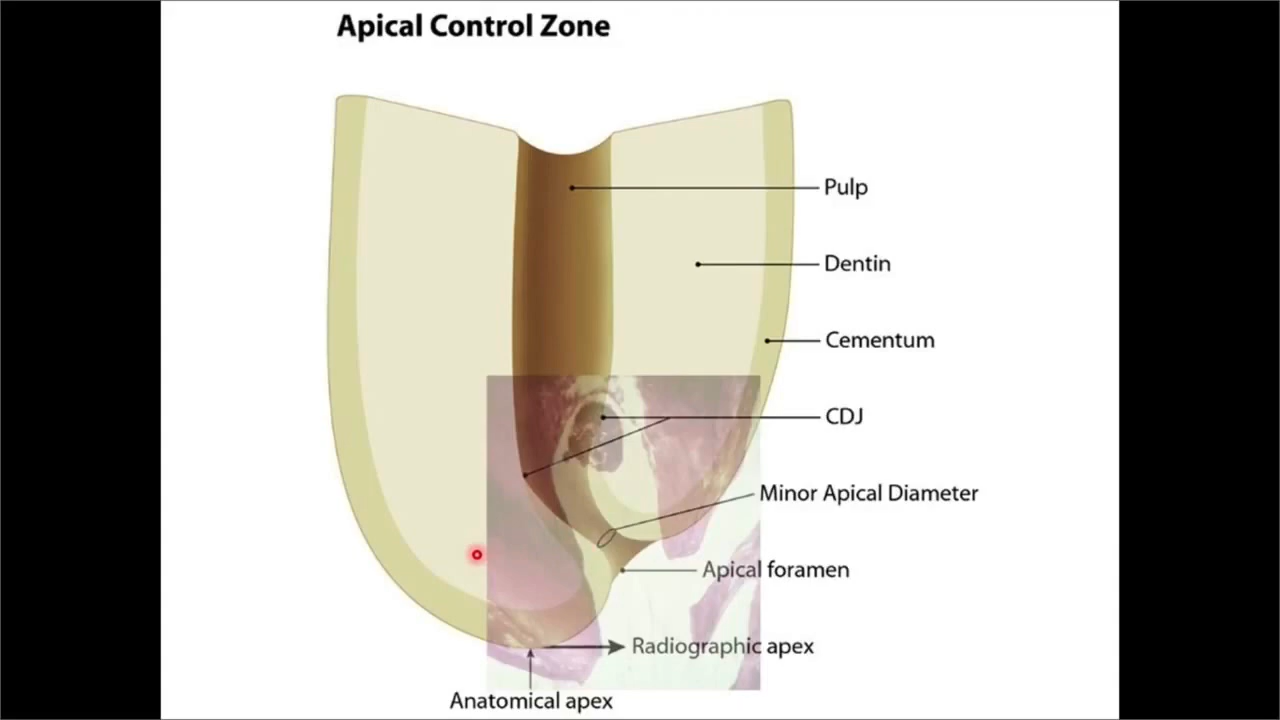 Apical Control Zone
Pulp
Dentin
Cementum
CDJ
Minor Apical Diameter
Apical foramen
Radiographic apex
Anatomical apex